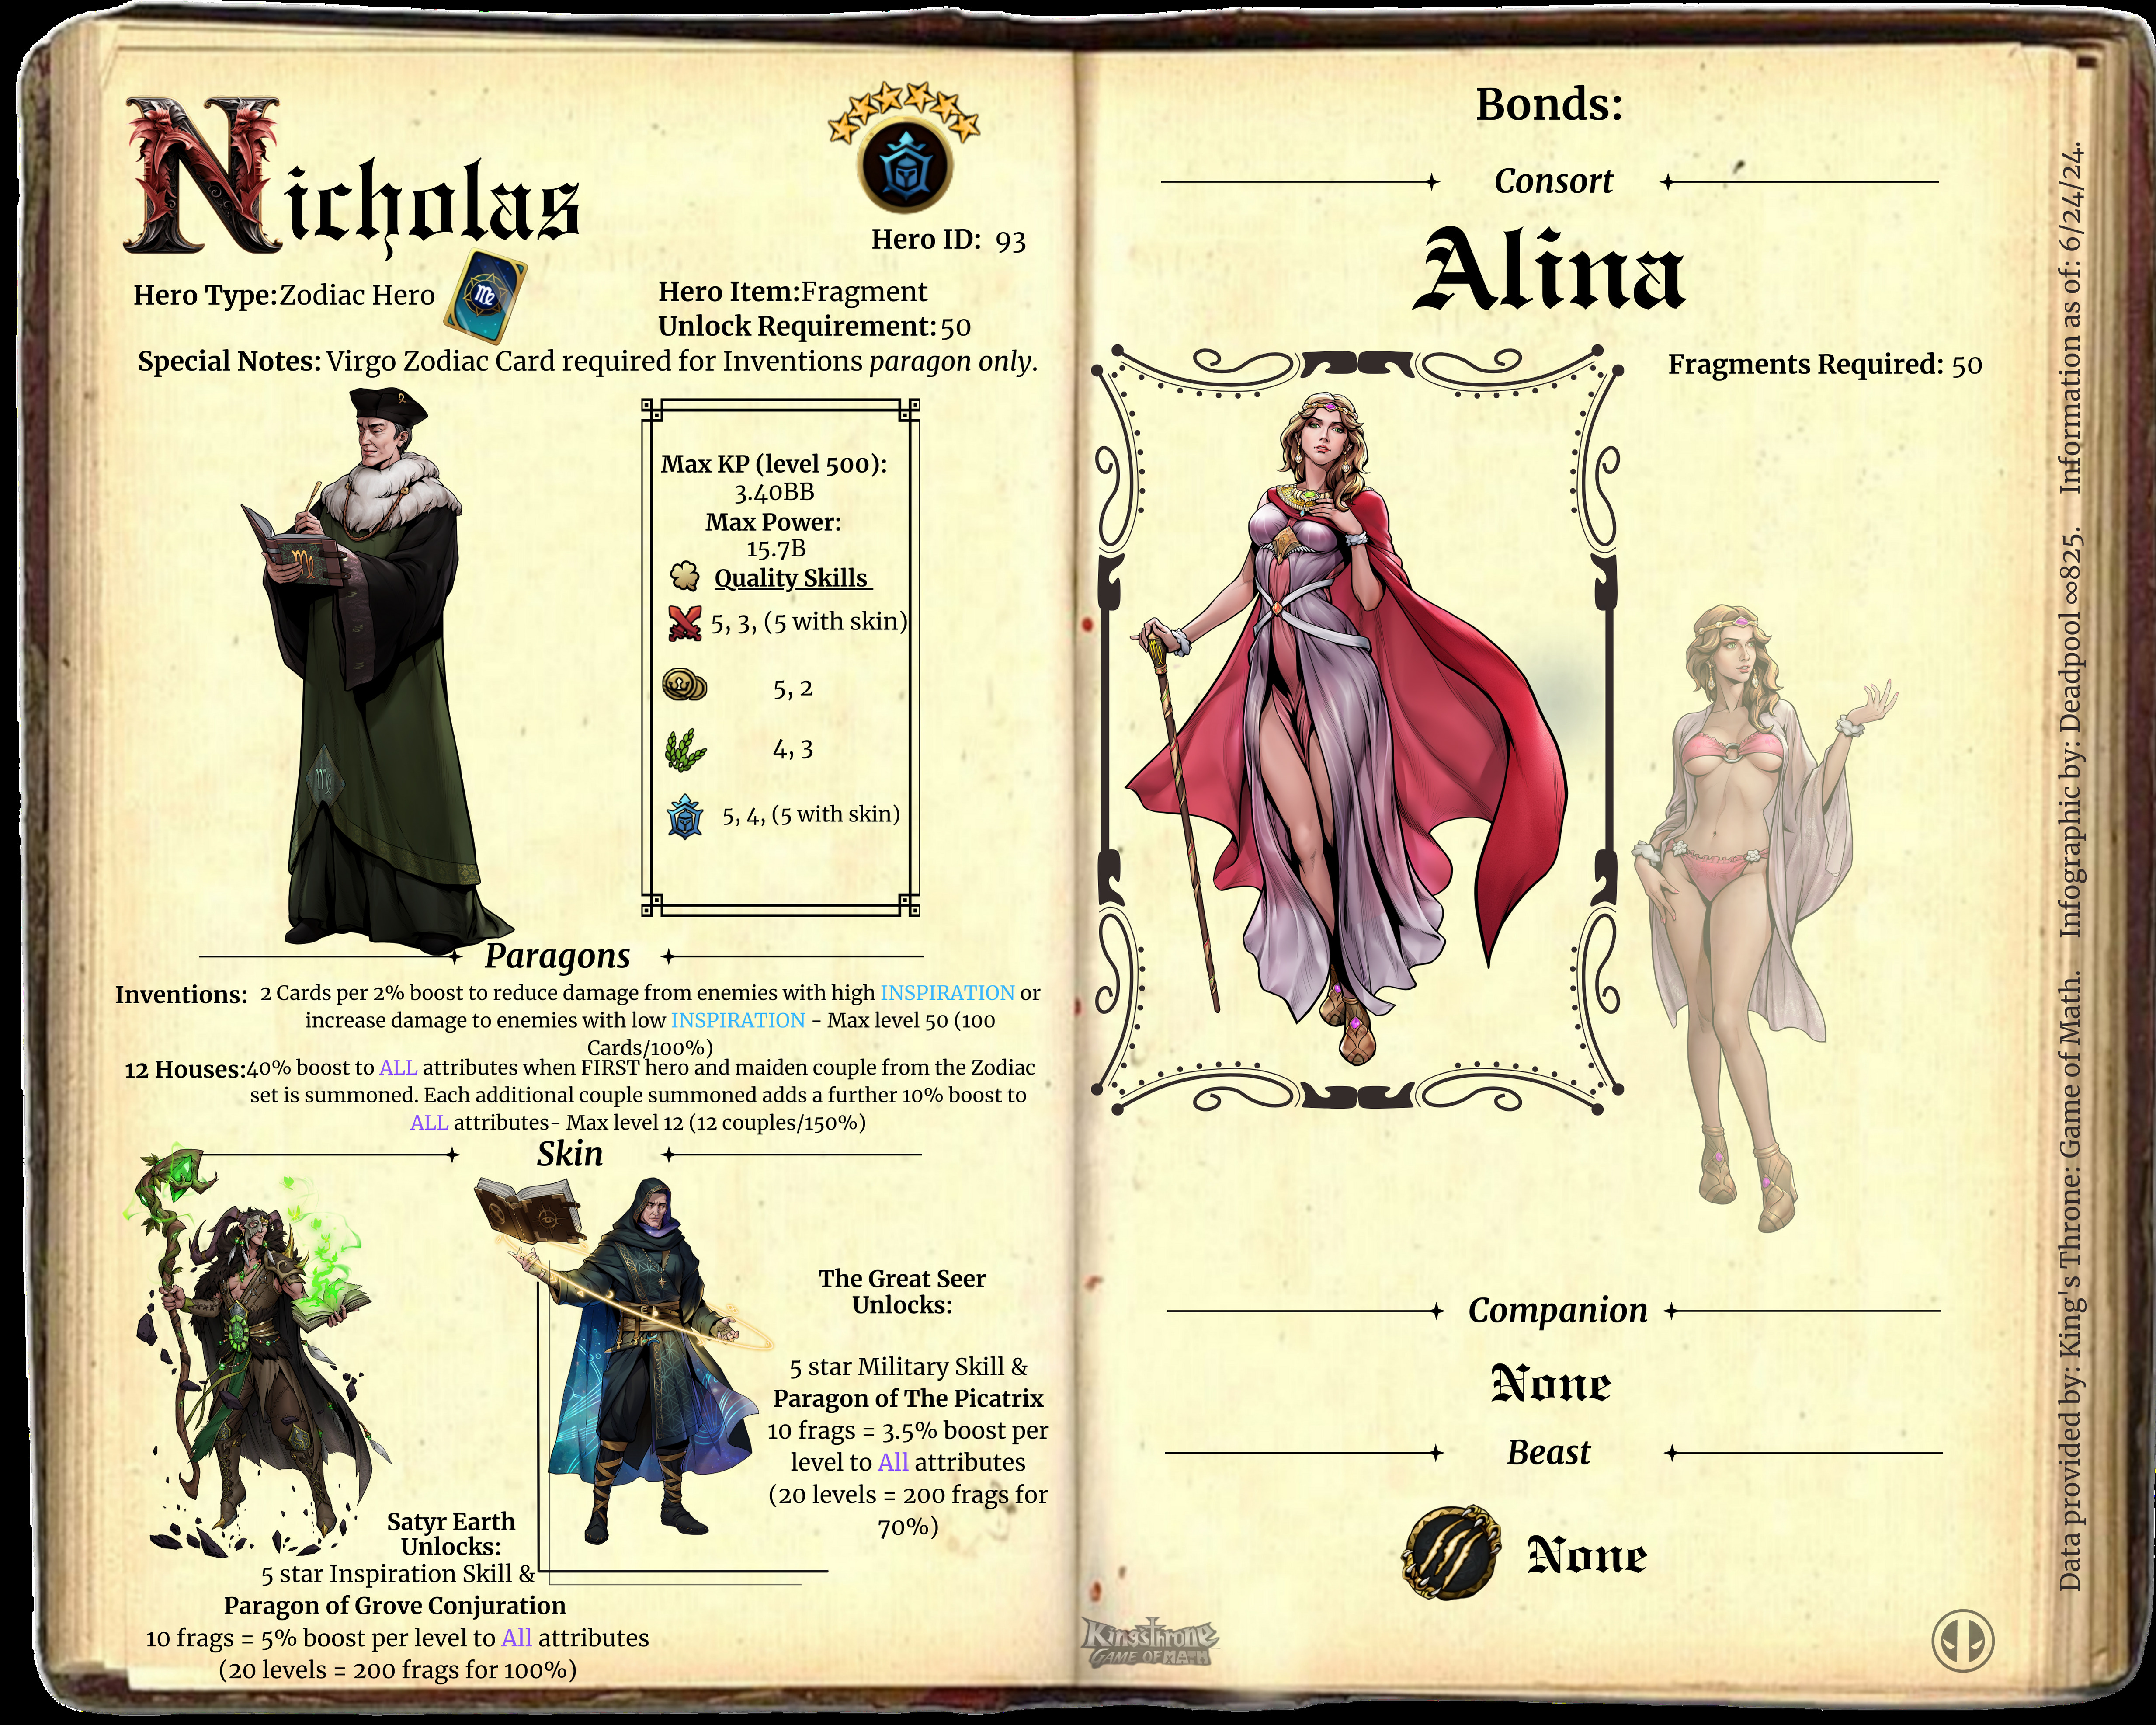 Nicholas
Hero ID: 93
Hero Type: Zodiac Hero
Hero Item: Fragment
Unlock Requirement: 50
Special Notes: Virgo Zodiac Card required for Inventions paragon only.
Max KP (level 500):
3.40BB
Max Power:
15.7B
Quality Skills
5, 3, (5 with skin)
5, 2
4, 3
5, 4, (5 with skin)
Paragons
Inventions: 2 Cards per 2% boost to reduce damage from enemies with high INSPIRATION or
increase damage to enemies with low INSPIRATION - Max level 50 (100
Cards/100%)
12 Houses: 40% boost to ALL attributes when FIRST hero and maiden couple from the Zodiac
set is summoned. Each additional couple summoned adds a further 10% boost to
ALL attributes- Max level 12 (12 couples/150%)
Skin
The Great Seer
Unlocks:
5 star Military Skill &
Paragon of The Picatrix
10 frags = 3.5% boost per
level to All attributes
(20 levels = 200 frags for
70%)
Satyr Earth
Unlocks:
5 star Inspiration Skill &
Paragon of Grove Conjuration
10 frags = 5% boost per level to All attributes
(20 levels = 200 frags for 100%)
Bonds:
Consort
Alina
Fragments Required: 50
Companion
None
Beast
None
King's Throne
GAME OF MATH
Data provided by: King's Throne: Game of Math. Infographic by: Deadpool ∞825. Information as of: 6/24/24.